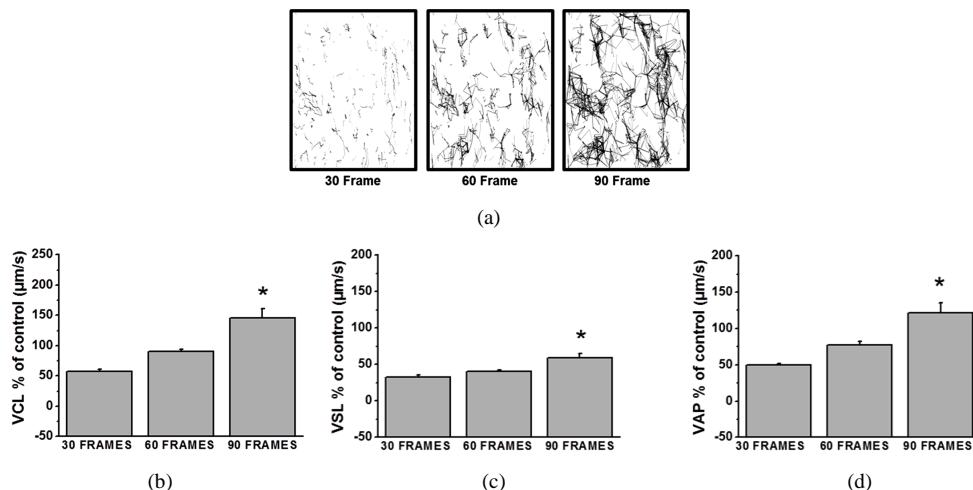 30 Frame 60 Frame 90 Frame
(a)
VCL % of control (μm/s)
250
200
150
100
50
0
-50
*
30 FRAMES 60 FRAMES 90 FRAMES
(b)
VSL % of control (μm/s)
200
150
100
50
0
-50
*
30 FRAMES 60 FRAMES 90 FRAMES
(c)
VAP % of control (μm/s)
200
150
100
50
0
-50
*
30 FRAMES 60 FRAMES 90 FRAMES
(d)